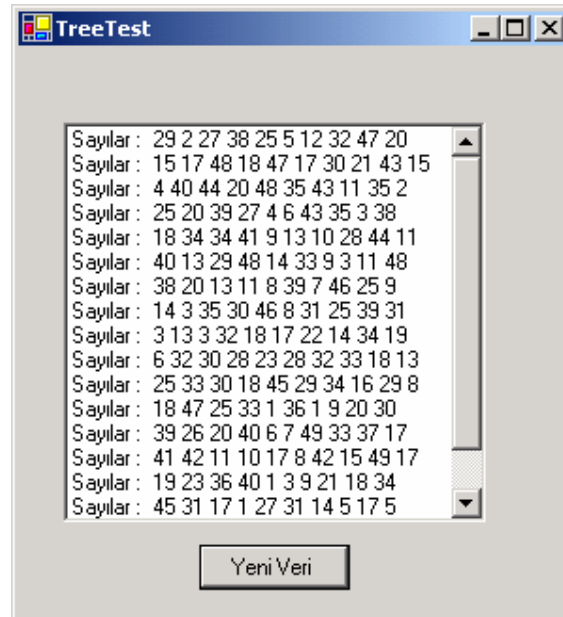 TreeTest
Sayılar : 29 2 27 38 25 5 12 32 47 20
Sayılar : 15 17 48 18 47 17 30 21 43 15
Sayılar : 4 40 44 20 48 35 43 11 35 2
Sayılar : 25 20 39 27 4 6 43 35 3 38
Sayılar : 18 34 34 41 9 13 10 28 44 11
Sayılar : 40 13 29 48 14 33 9 3 11 48
Sayılar : 38 20 13 11 8 39 7 46 25 9
Sayılar : 14 3 35 30 46 8 31 25 39 31
Sayılar : 3 13 3 32 18 17 22 14 34 19
Sayılar : 6 32 30 28 23 28 32 33 18 13
Sayılar : 25 33 30 18 45 29 34 16 29 8
Sayılar : 18 47 25 33 1 36 1 9 20 30
Sayılar : 39 26 20 40 6 7 49 33 37 17
Sayılar : 41 42 11 10 17 8 42 15 49 17
Sayılar : 19 23 36 40 1 3 9 21 18 34
Sayılar : 45 31 17 1 27 31 14 5 17 5
Yeni Veri